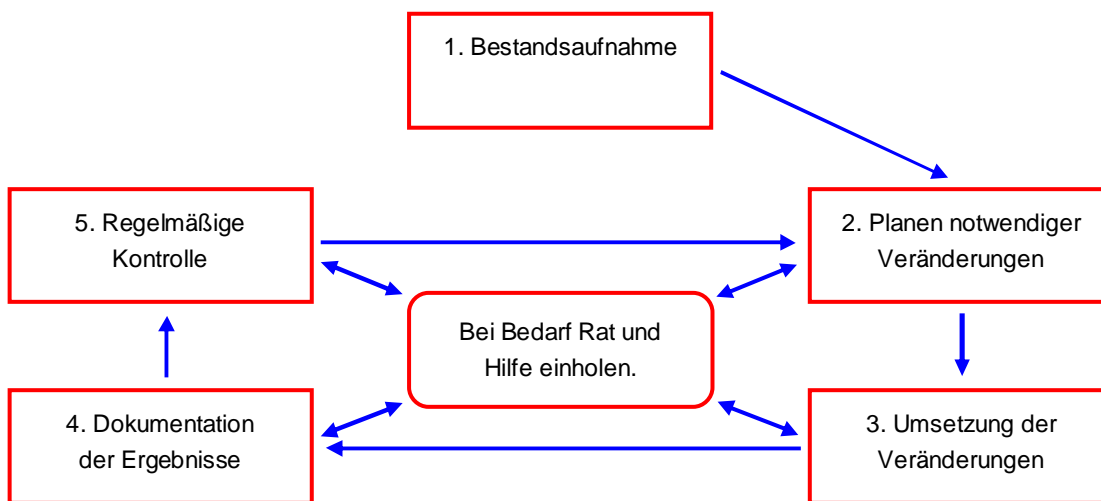 1. Bestandsaufnahme
5. Regelmäßige
Kontrolle
2. Planen notwendiger
Veränderungen
Bei Bedarf Rat und
Hilfe einholen.
4. Dokumentation
der Ergebnisse
3. Umsetzung der
Veränderungen